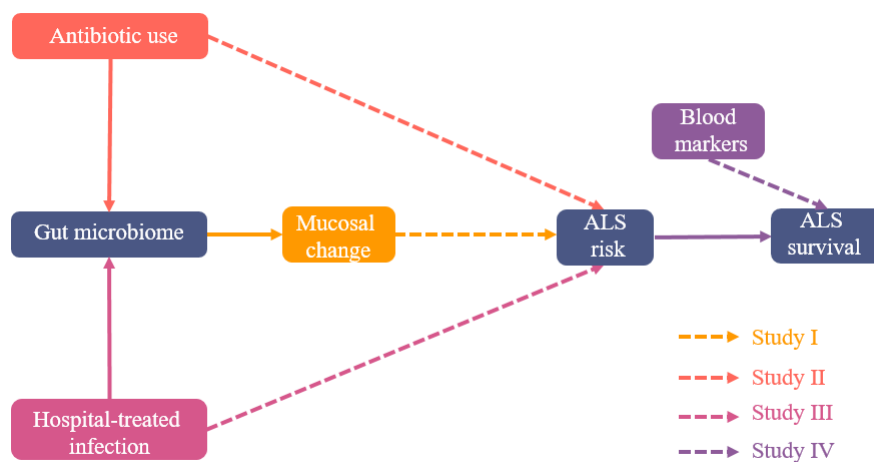 Antibiotic use
Blood
markers
Gut microbiome
Mucosal
change
ALS
risk
ALS
survival
Hospital-treated
infection
Study I
Study II
Study III
Study IV